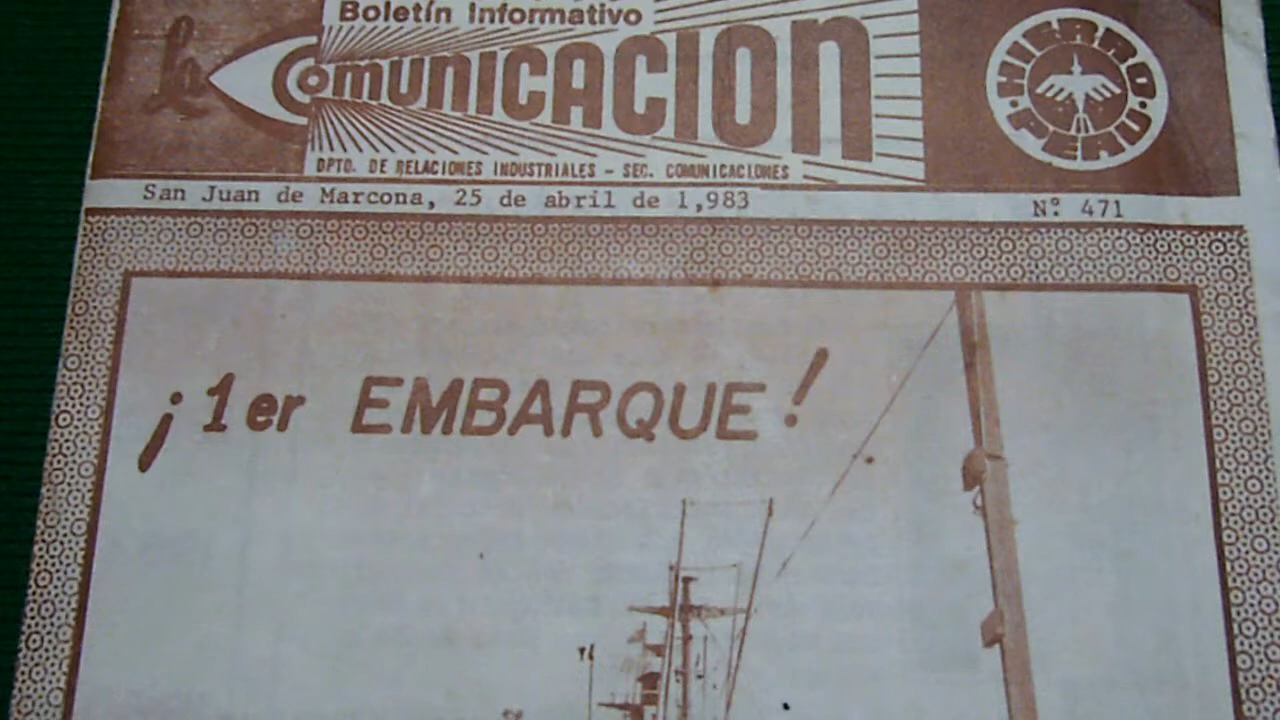 Boletín Informativo
COMUNICACION
HIERRO PERU
DPTO. DE RELACIONES INDUSTRIALES - SEC. COMUNICACIONES
San Juan de Marcona, 25 de abril de 1,983
Nº 471
¡1er EMBARQUE!